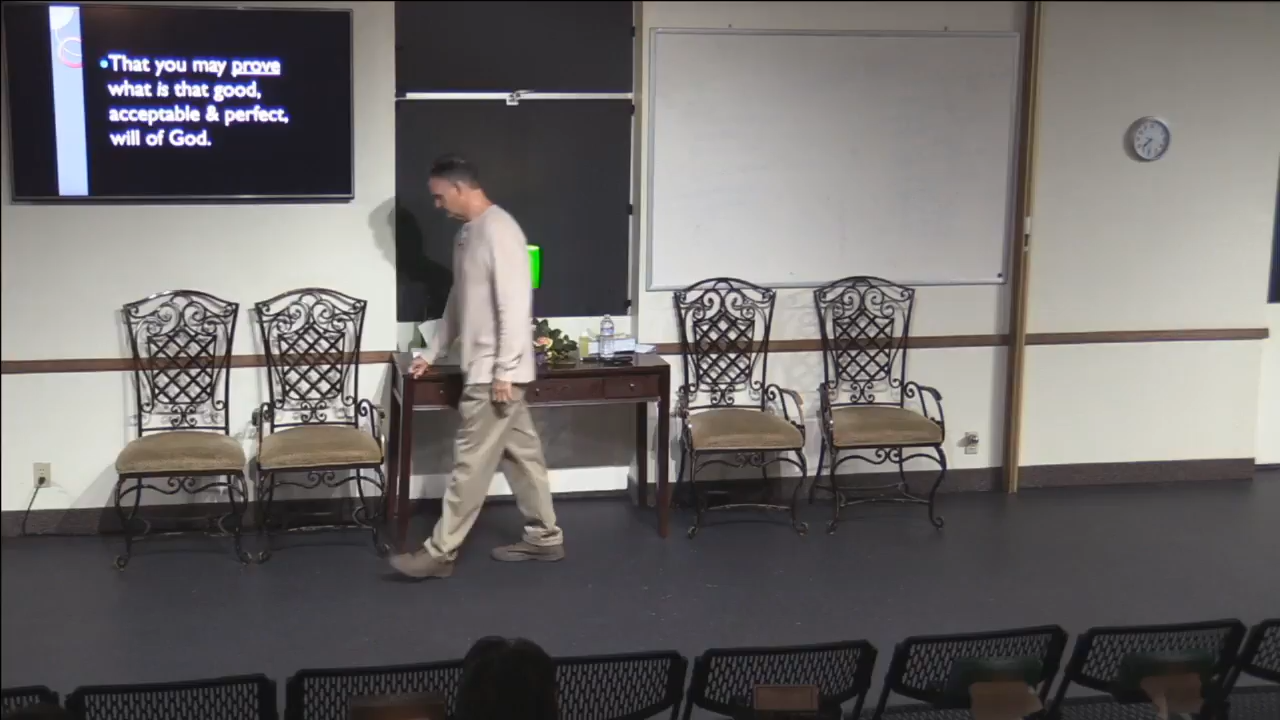 •That you may prove
what is that good,
acceptable & perfect,
will of God.